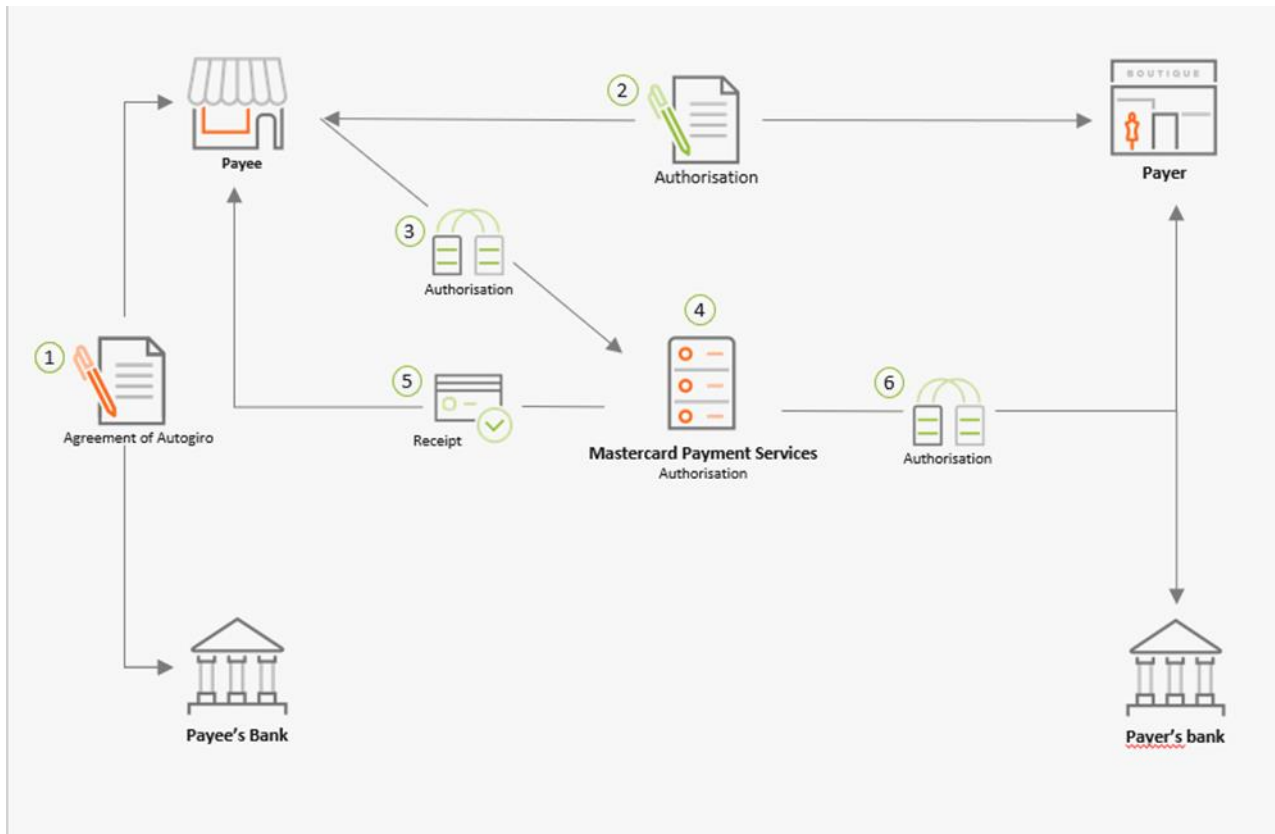 BOUTIQUE
2
Payee
Authorisation
Payer
3
Authorisation
4
1
5
6
Agreement of Autogiro
Receipt
Mastercard Payment Services
Authorisation
Authorisation
Payee's Bank
Payer's bank